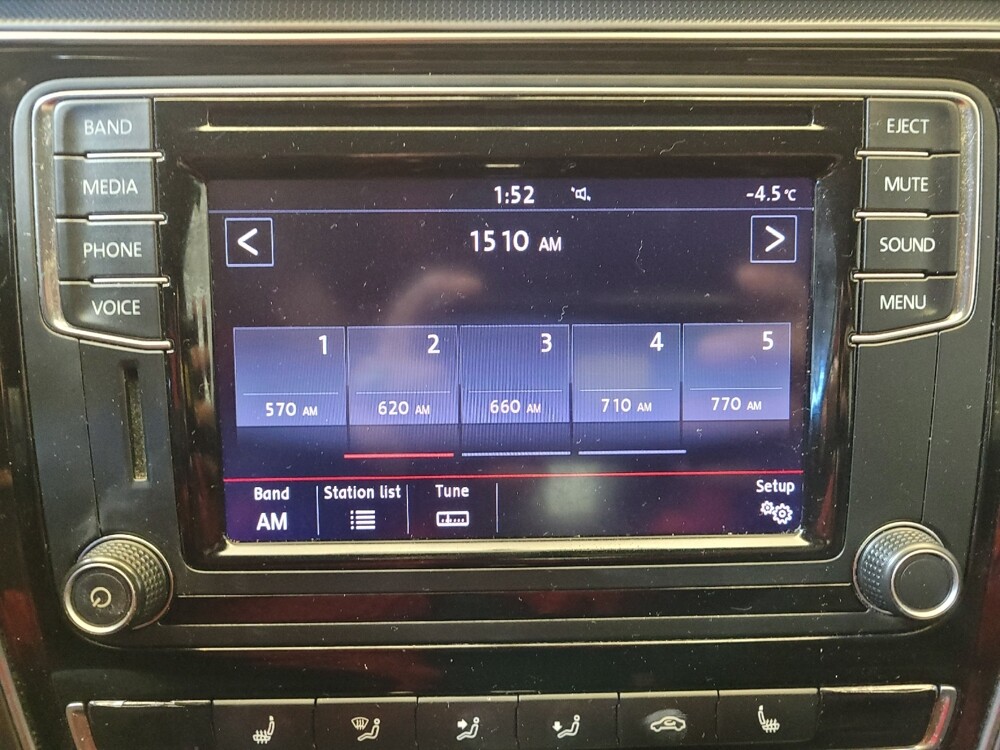 BAND
MEDIA
PHONE
VOICE
EJECT
MUTE
SOUND
MENU
1:52 -4.5°C
< 1510 AM >
1 2 3 4 5
570 AM 620 AM 660 AM 710 AM 770 AM
Band Station list Tune Setup
AM